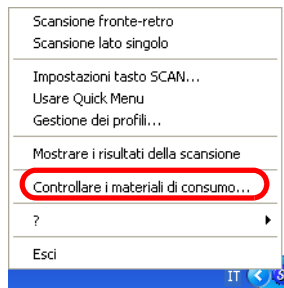 Scansione fronte-retro
Scansione lato singolo
Impostazioni tasto SCAN...
Usare Quick Menu
Gestione dei profili...
Mostrare i risultati della scansione
Controllare i materiali di consumo...
?
Esci
IT